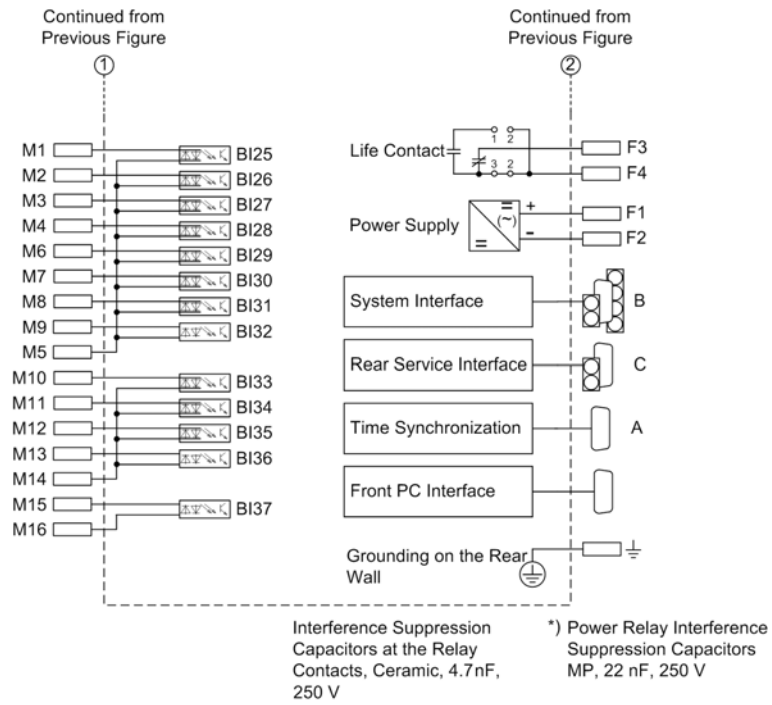 Continued from
Previous Figure
1
Continued from
Previous Figure
2
M1
BI25
M2
BI26
M3
BI27
M4
BI28
M6
BI29
M7
BI30
M8
BI31
M9
BI32
M5
M10
BI33
M11
BI34
M12
BI35
M13
BI36
M14
M15
BI37
M16
Life Contact
1 2
3 2
F3
F4
Power Supply
= (~) =
+
-
F1
F2
System Interface
B
Rear Service Interface
C
Time Synchronization
A
Front PC Interface
Grounding on the Rear
Wall
Interference Suppression
Capacitors at the Relay
Contacts, Ceramic, 4.7nF,
250 V
*) Power Relay Interference
Suppression Capacitors
MP, 22 nF, 250 V